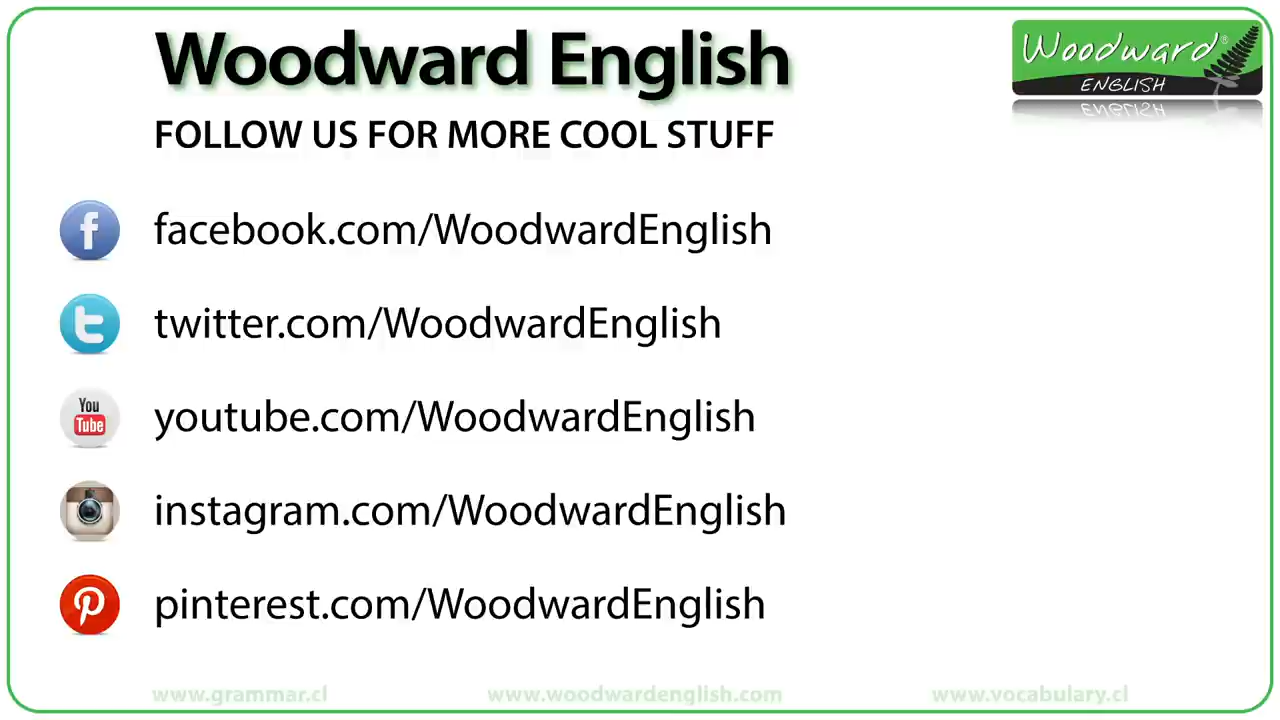 Woodward English
Woodward®
ENGLISH
FOLLOW US FOR MORE COOL STUFF
f facebook.com/WoodwardEnglish
t twitter.com/WoodwardEnglish
You Tube youtube.com/WoodwardEnglish
instagram.com/WoodwardEnglish
P pinterest.com/WoodwardEnglish
www.grammar.cl www.woodwardenglish.com www.vocabulary.cl